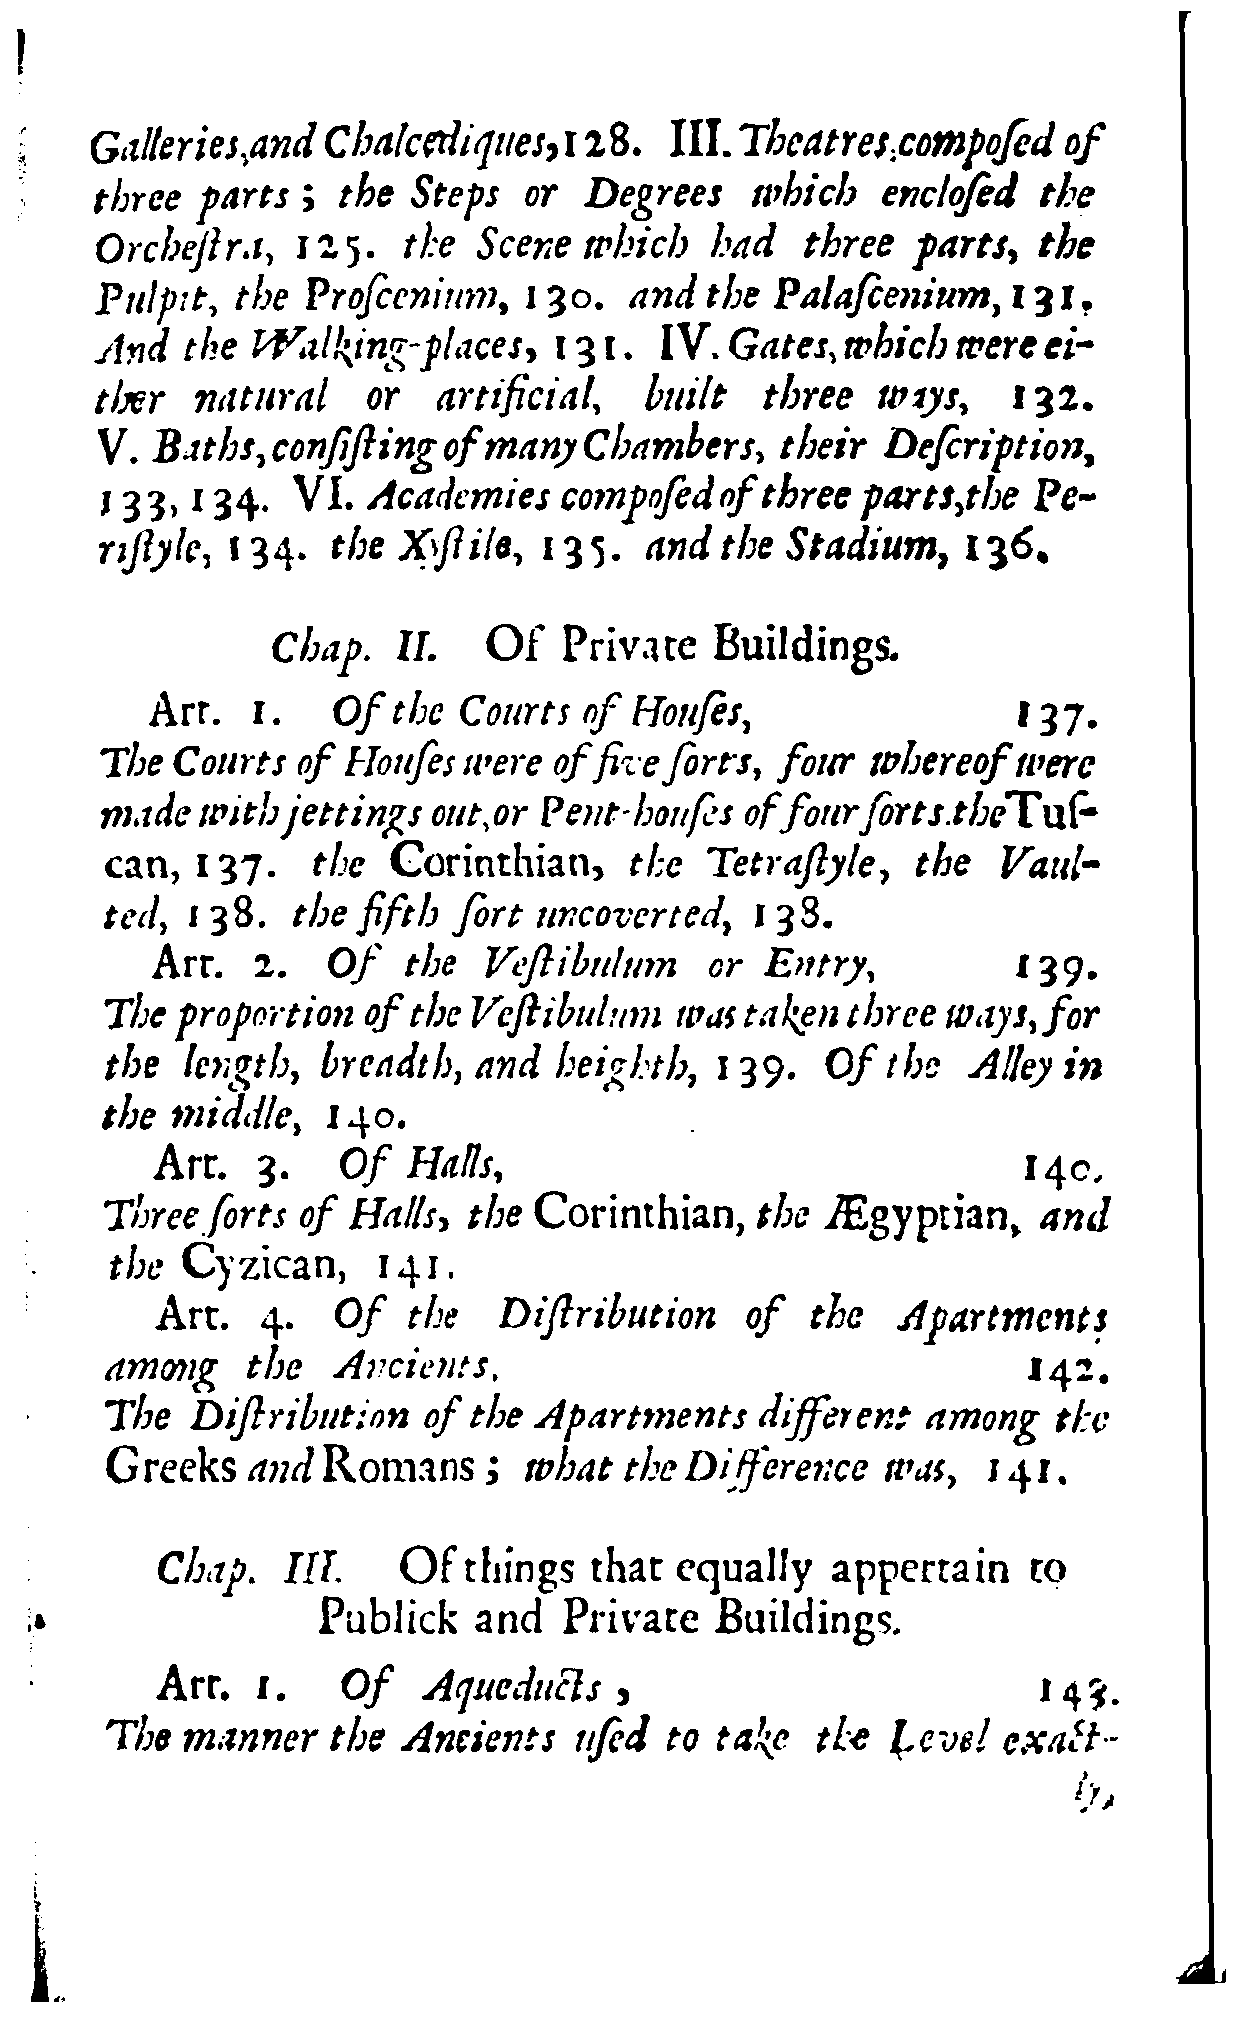 Galleries, and Chalcediques, 128. III. Theatres, compoſed of
three parts ; the Steps or Degrees which encloſed the
Orcheſtra, 125. the Scene which had three parts, the
Pulpit, the Proſcenium, 130. and the Palaſcenium, 131,
And the Walking-places, 131. IV. Gates, which were ei-
ther natural or artificial, built three ways, 132.
V. Baths, conſiſting of many Chambers, their Deſcription,
133, 134. VI. Academies compoſed of three parts, the Pe-
riſtyle, 134. the Xyſtile, 135. and the Stadium, 136.
Chap. II. Of Private Buildings.
Art. 1. Of the Courts of Houſes, 137.
The Courts of Houſes were of five ſorts, four whereof were
made with jettings out, or Pent-houſes of four ſorts. the Tuſ-
can, 137. the Corinthian, the Tetraſtyle, the Vaul-
ted, 138. the fifth ſort uncoverted, 138.
Art. 2. Of the Veſtibulum or Entry, 139.
The proportion of the Veſtibulum was taken three ways, for
the length, breadth, and heighth, 139. Of the Alley in
the middle, 140.
Art. 3. Of Halls, 140.
Three ſorts of Halls, the Corinthian, the Ægyptian, and
the Cyzican, 141.
Art. 4. Of the Diſtribution of the Apartments
among the Ancients. 142.
The Diſtribution of the Apartments different among the
Greeks and Romans ; what the Difference was, 141.
Chap. III. Of things that equally appertain to
Publick and Private Buildings.
Art. 1. Of Aqueducts , 143.
The manner the Ancients uſed to take the Level exact-
ly,